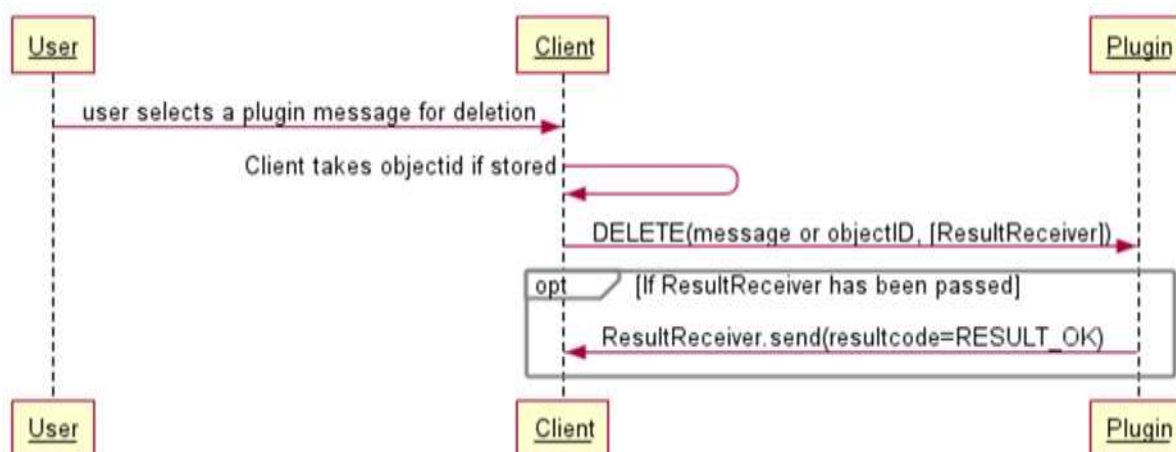 User
Client
Plugin
user selects a plugin message for deletion
Client takes objectid if stored
DELETE(message or objectID, [ResultReceiver])
opt
[If ResultReceiver has been passed]
ResultReceiver.send(resultcode=RESULT_OK)
User
Client
Plugin